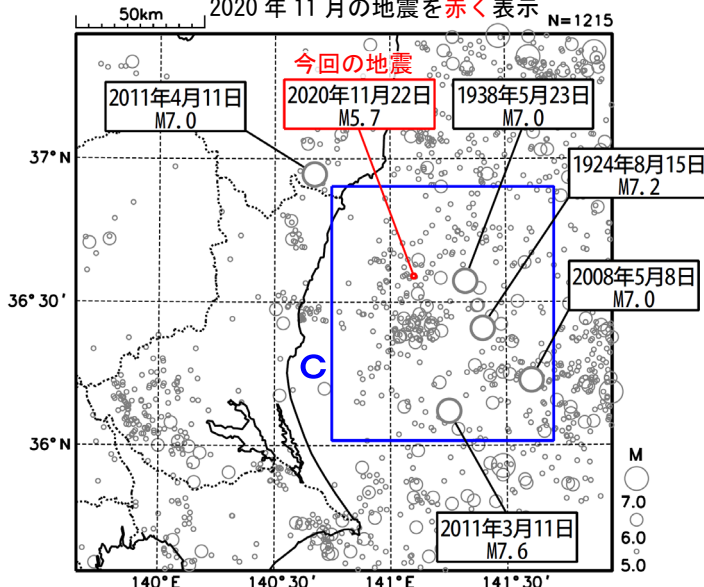 2020年11月の地震を赤く表示
50km
N=1215
今回の地震
2011年4月11日
M7.0
2020年11月22日
M5.7
1938年5月23日
M7.0
37°N
1924年8月15日
M7.2
2008年5月8日
M7.0
36°30'
C
36°N
M
7.0
6.0
5.0
2011年3月11日
M7.6
140°E
140°30'
141°E
141°30'